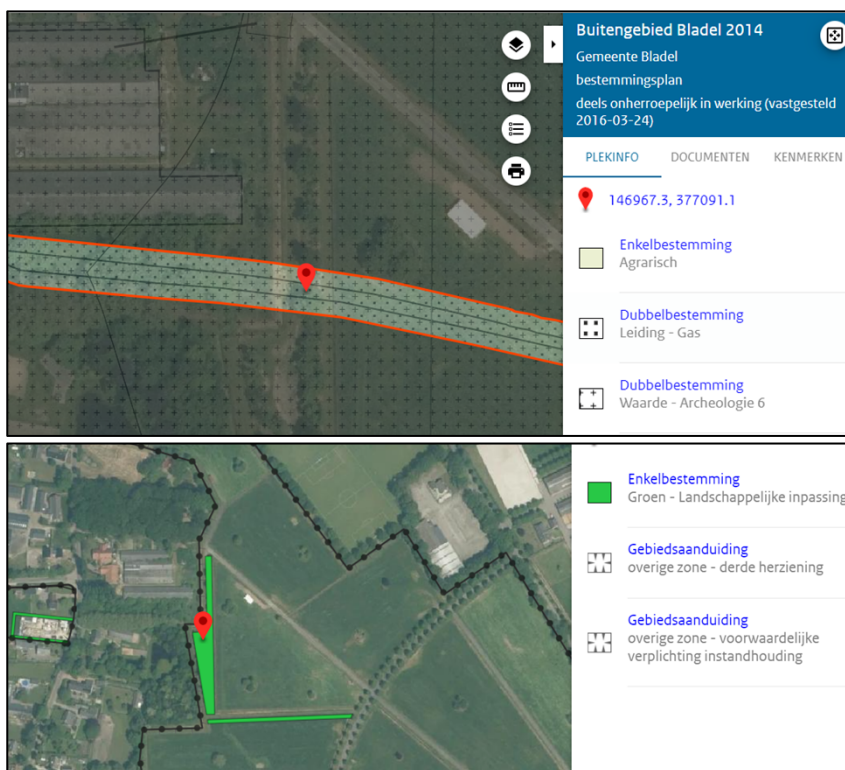 Buitengebied Bladel 2014
Gemeente Bladel
bestemmingsplan
deels onherroepelijk in werking (vastgesteld
2016-03-24)
PLEKINFO DOCUMENTEN KENMERKEN
146967.3, 377091.1
Enkelbestemming
Agrarisch
Dubbelbestemming
Leiding - Gas
Dubbelbestemming
Waarde - Archeologie 6
Enkelbestemming
Groen - Landschappelijke inpassing
Gebiedsaanduiding
overige zone - derde herziening
Gebiedsaanduiding
overige zone - voorwaardelijke
verplichting instandhouding